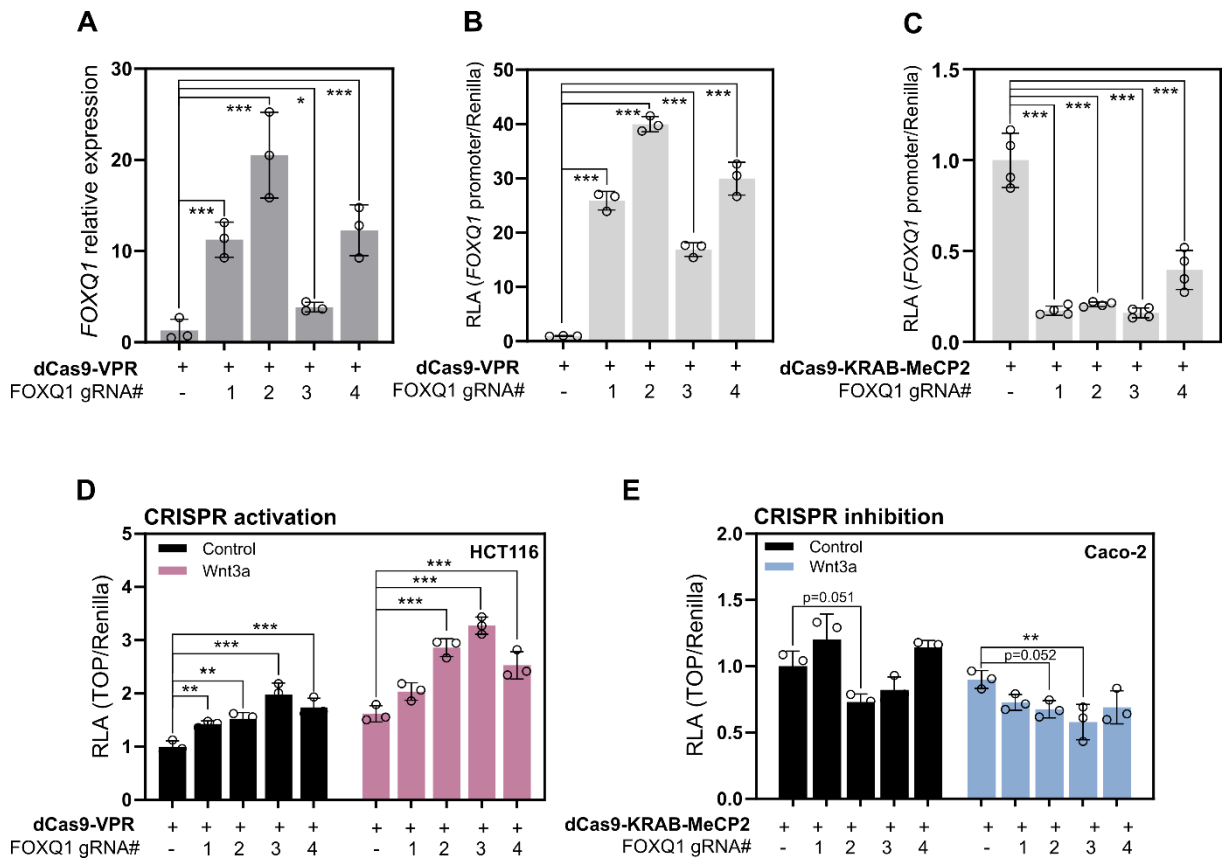 A
FOXQ1 relative expression
30
20
10
0
***
***
*
***
dCas9-VPR + + + + +
FOXQ1 gRNA# - 1 2 3 4
B
RLA (FOXQ1 promoter/Renilla)
50
40
30
20
10
0
***
***
***
***
dCas9-VPR + + + + +
FOXQ1 gRNA# - 1 2 3 4
C
RLA (FOXQ1 promoter/Renilla)
1.5
1.0
0.5
0.0
***
***
***
***
dCas9-KRAB-MeCP2 + + + + +
FOXQ1 gRNA# - 1 2 3 4
D
CRISPR activation
RLA (TOP/Renilla)
5
4
3
2
1
0
Control
Wnt3a
HCT116
**
**
***
***
***
***
***
dCas9-VPR + + + + + + + + + +
FOXQ1 gRNA# - 1 2 3 4 - 1 2 3 4
E
CRISPR inhibition
RLA (TOP/Renilla)
2.0
1.5
1.0
0.5
0.0
Control
Wnt3a
Caco-2
p=0.051
**
p=0.052
dCas9-KRAB-MeCP2 + + + + + + + + + +
FOXQ1 gRNA# - 1 2 3 4 - 1 2 3 4